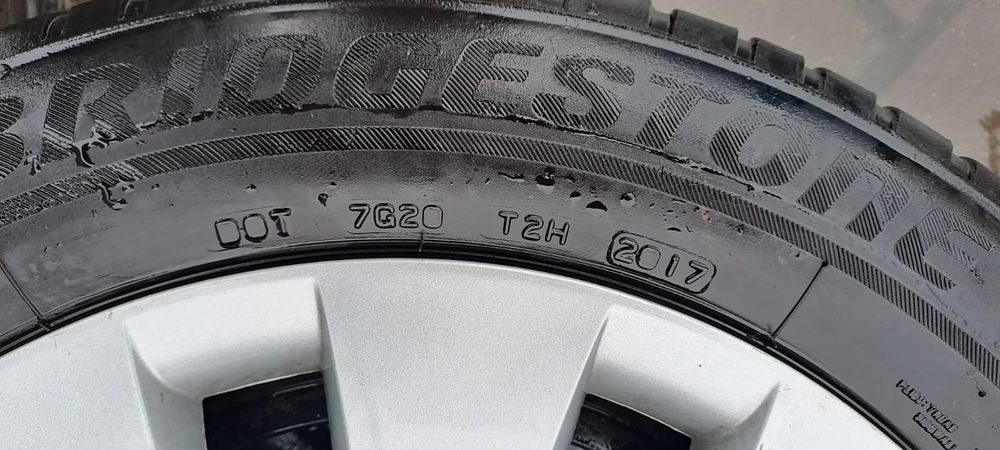 BRIDGESTONE
DOT 7G20 T2H 2017